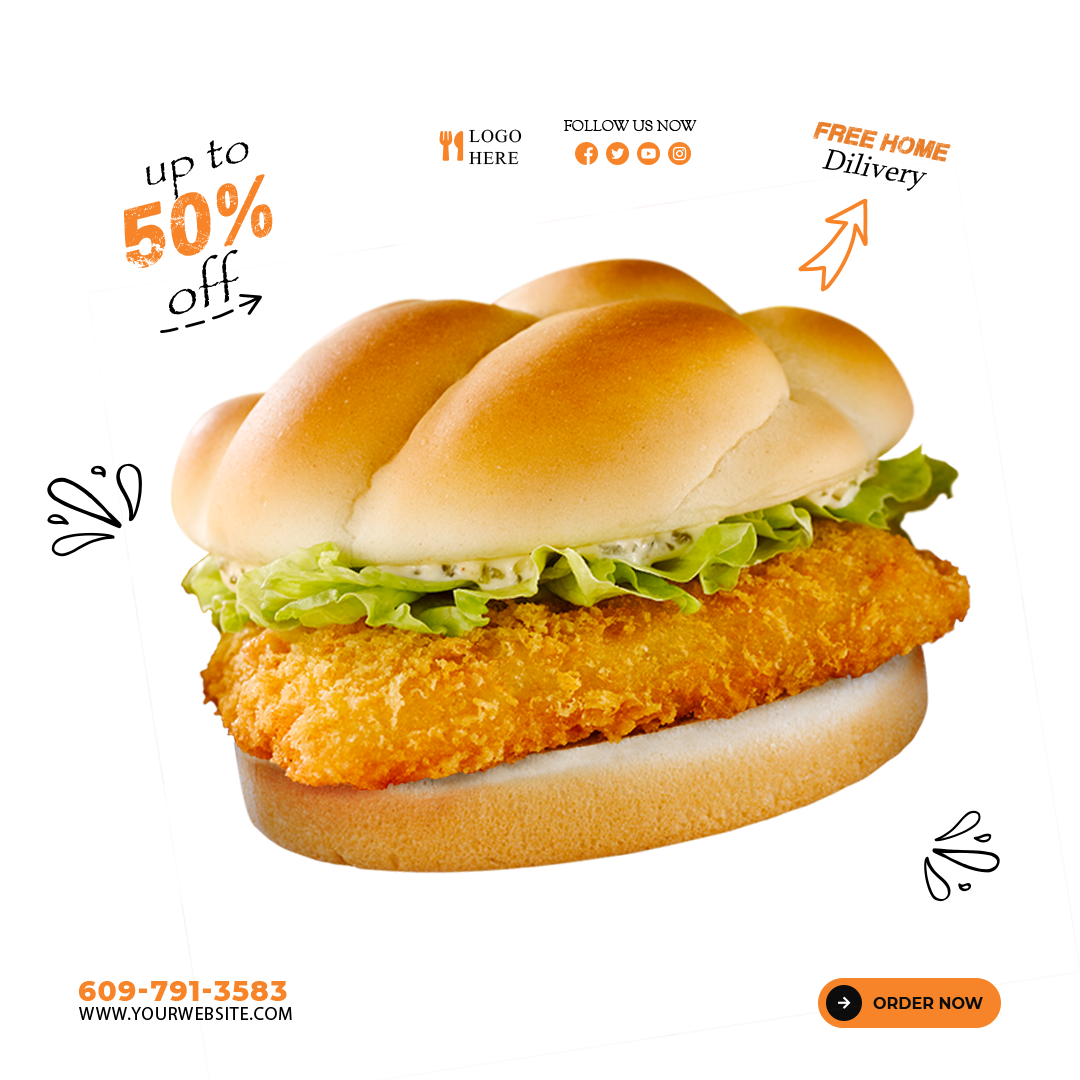 up to
50%
off
LOGO
HERE
FOLLOW US NOW
FREE HOME
Dilivery
609-791-3583
WWW.YOURWEBSITE.COM
ORDER NOW